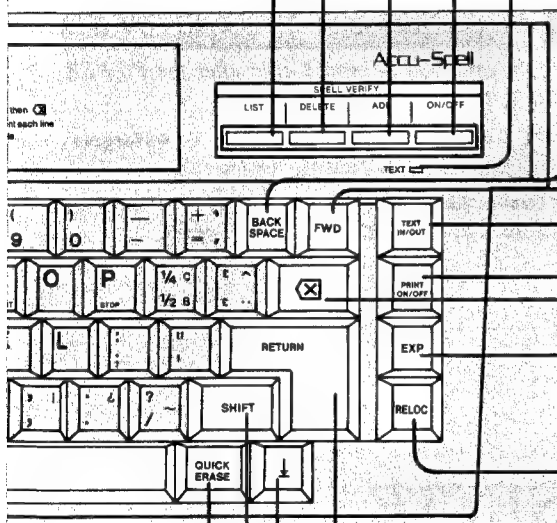 Accu-Spell
SPELL VERIFY
LIST DELETE ADD ON/OFF
then ⌫
nt each line
TEXT
( 9 ) 0 — - + = BACK SPACE FWD TEXT IN/OUT
O P STOP ¼ C ½ B £ ^ ⌫ PRINT ON/OFF
L : ; " ' RETURN EXP
, ; . ¿ ? / ~ SHIFT RELOC
QUICK ERASE ↓